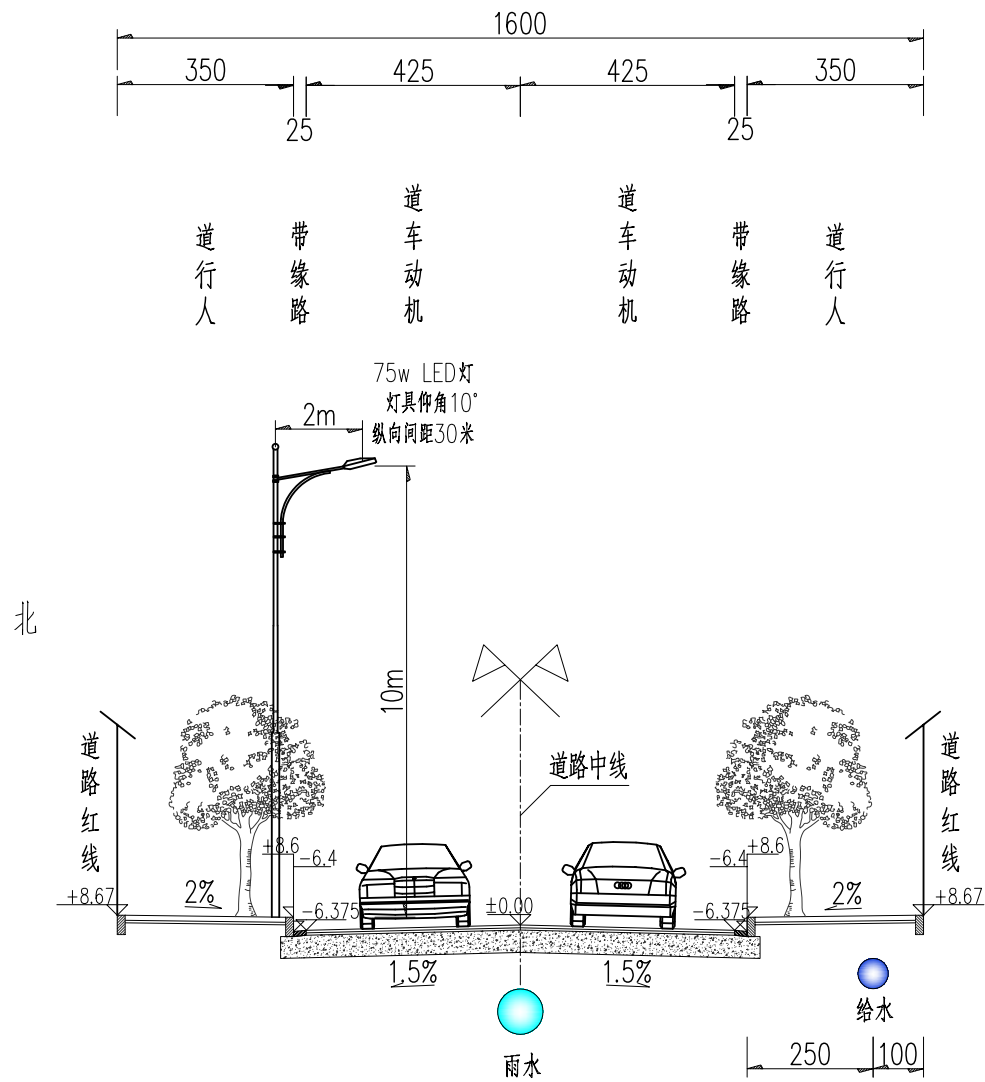 1600
350
425
425
350
25
25
道行人
带缘路
道车动机
道车动机
带缘路
道行人
75w LED灯
灯具仰角10°
纵向间距30米
2m
10m
北
道路红线
道路中线
道路红线
+8.6
-6.4
-6.4
+8.6
+8.67
2%
-6.375
±0.00
-6.375
2%
+8.67
1.5%
1.5%
给水
雨水
250
100